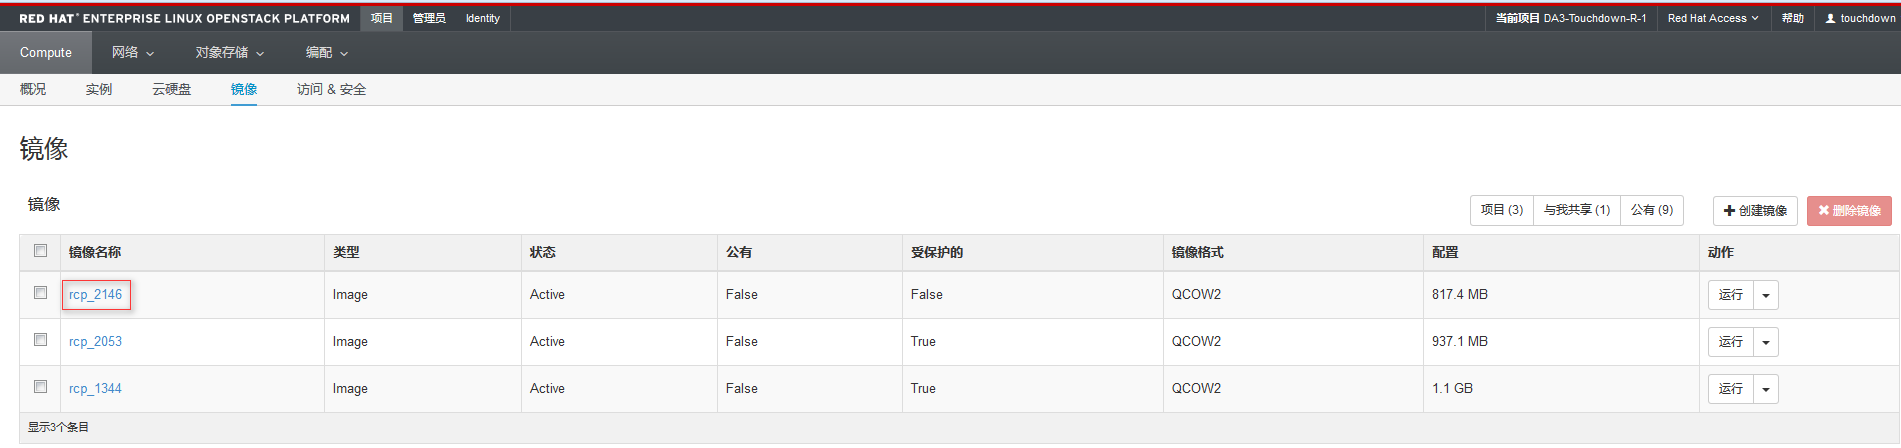 RED HAT® ENTERPRISE LINUX OPENSTACK PLATFORM 项目 管理员 Identity 当前项目 DA3-Touchdown-R-1 Red Hat Access 帮助 touchdown
Compute 网络 对象存储 编配
概况 实例 云硬盘 镜像 访问 & 安全
镜像
镜像 项目 (3) 与我共享 (1) 公有 (9) 创建镜像 删除镜像
镜像名称 类型 状态 公有 受保护的 镜像格式 配置 动作
rcp_2146 Image Active False False QCOW2 817.4 MB 运行
rcp_2053 Image Active False True QCOW2 937.1 MB 运行
rcp_1344 Image Active False True QCOW2 1.1 GB 运行
显示3个条目